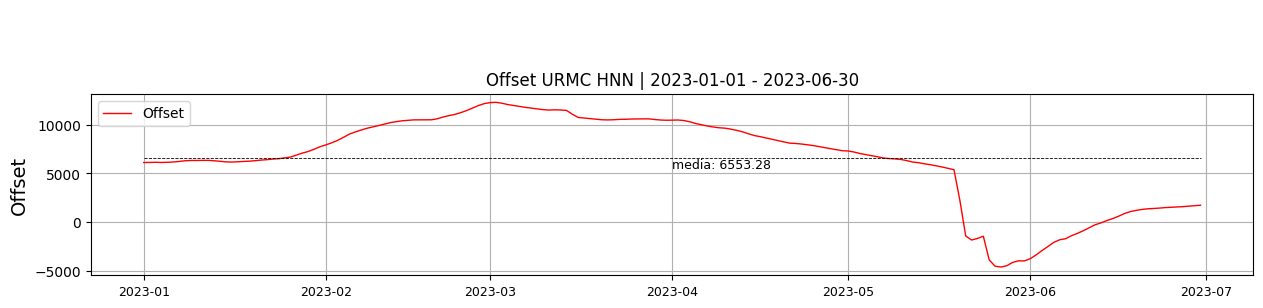 Offset URMC HNN | 2023-01-01 - 2023-06-30
Offset
10000
5000
0
−5000
Offset
media: 6553.28
2023-01 2023-02 2023-03 2023-04 2023-05 2023-06 2023-07